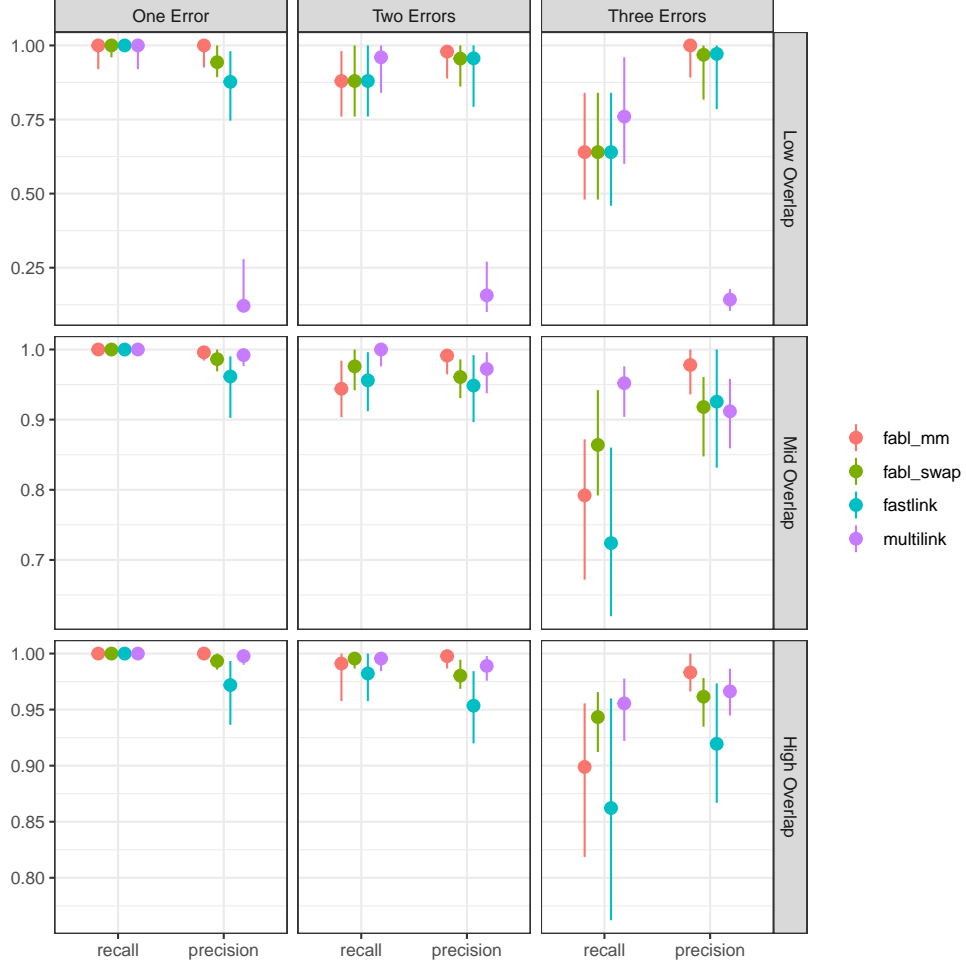 One Error
Two Errors
Three Errors
1.00
0.75
0.50
0.25
Low Overlap
1.0
0.9
0.8
0.7
Mid Overlap
1.00
0.95
0.90
0.85
0.80
High Overlap
recall
precision
recall
precision
recall
precision
fabl_mm
fabl_swap
fastlink
multilink